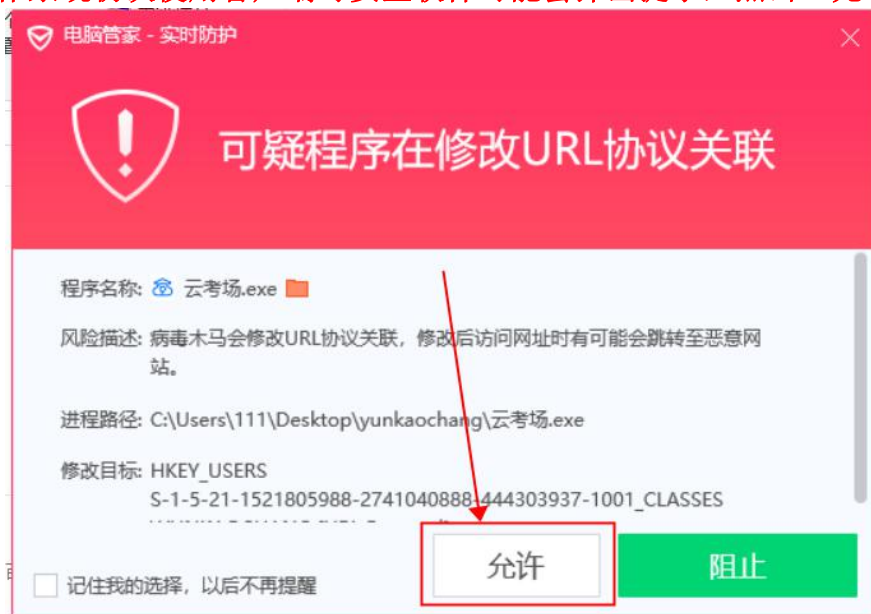 电脑管家 - 实时防护
可疑程序在修改URL协议关联
程序名称: 云考场.exe
风险描述: 病毒木马会修改URL协议关联，修改后访问网址时有可能会跳转至恶意网
站。
进程路径: C:\Users\111\Desktop\yunkaochang\云考场.exe
修改目标: HKEY_USERS
S-1-5-21-1521805988-2741040888-444303937-1001_CLASSES
记住我的选择，以后不再提醒
允许
阻止